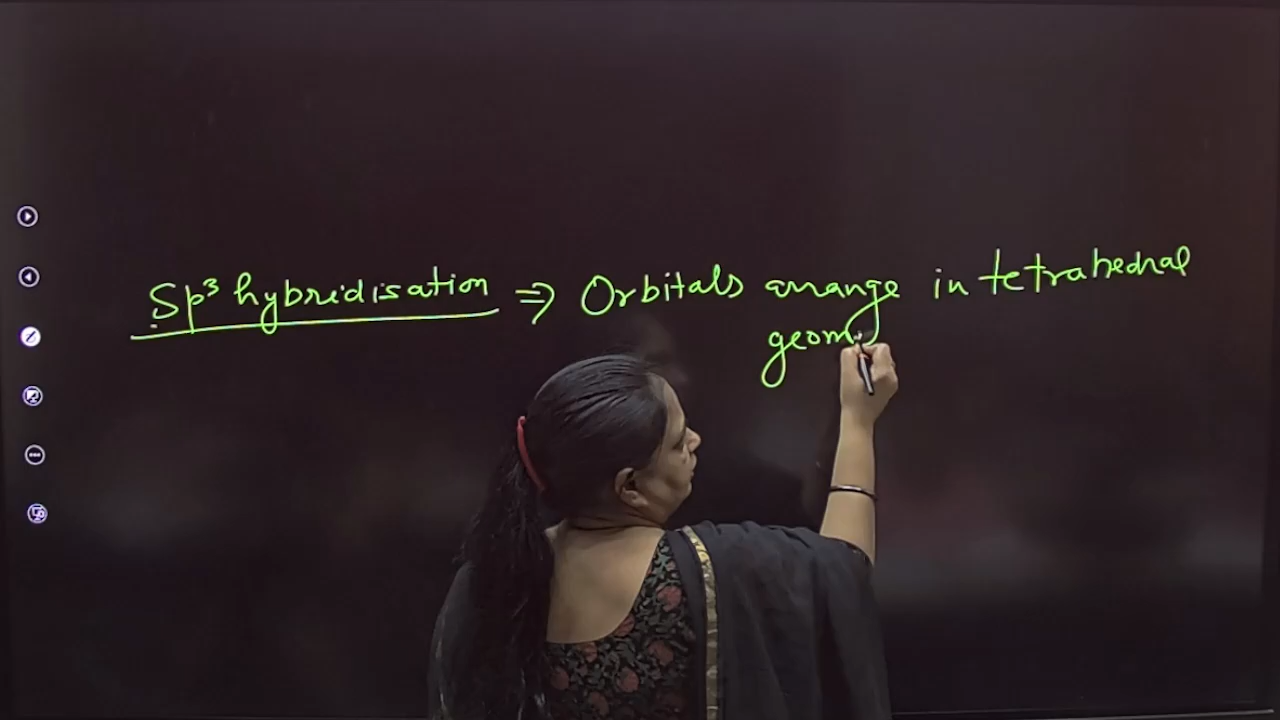 Sp³ hybridisation ⇒ Orbitals arrange in tetrahedral
geom